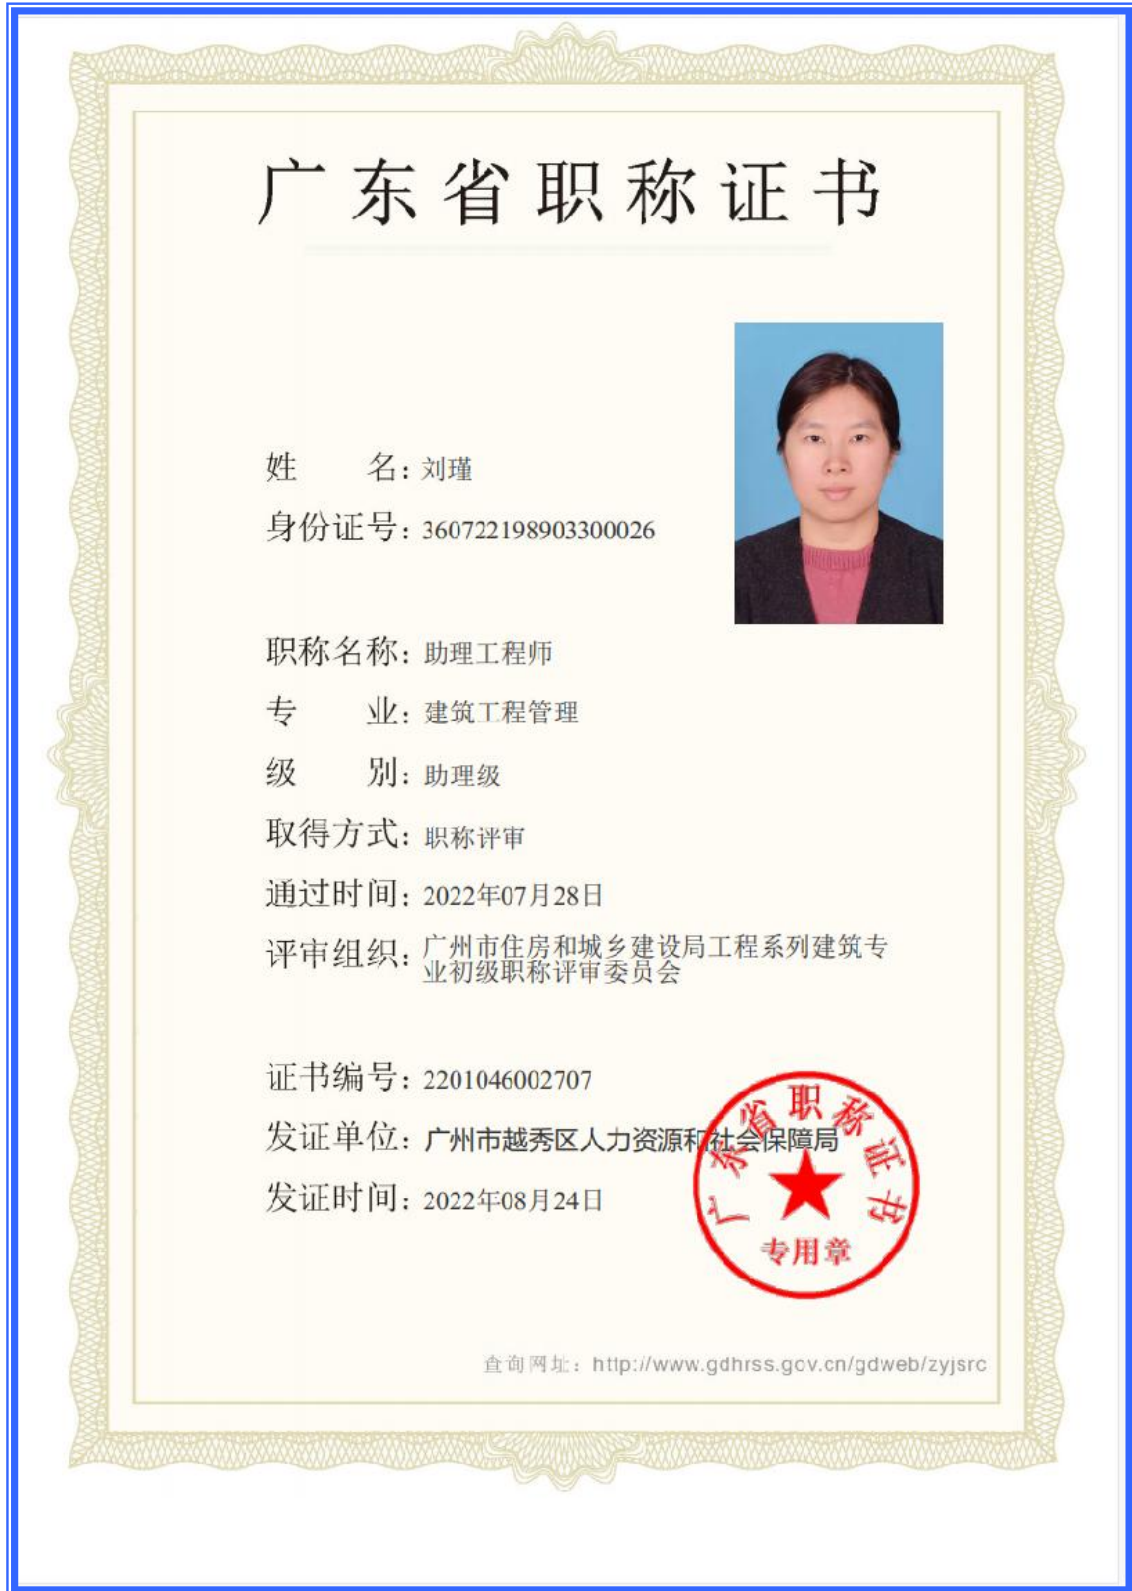 广东省职称证书
姓名：刘瑾
身份证号：360722198903300026
职称名称：助理工程师
专业：建筑工程管理
级别：助理级
取得方式：职称评审
通过时间：2022年07月28日
评审组织：广州市住房和城乡建设局工程系列建筑专
业初级职称评审委员会
证书编号：2201046002707
发证单位：广州市越秀区人力资源和社会保障局
发证时间：2022年08月24日
广东省职称证书
专用章
查询网址：http://www.gdhrss.gov.cn/gdweb/zyjsrc